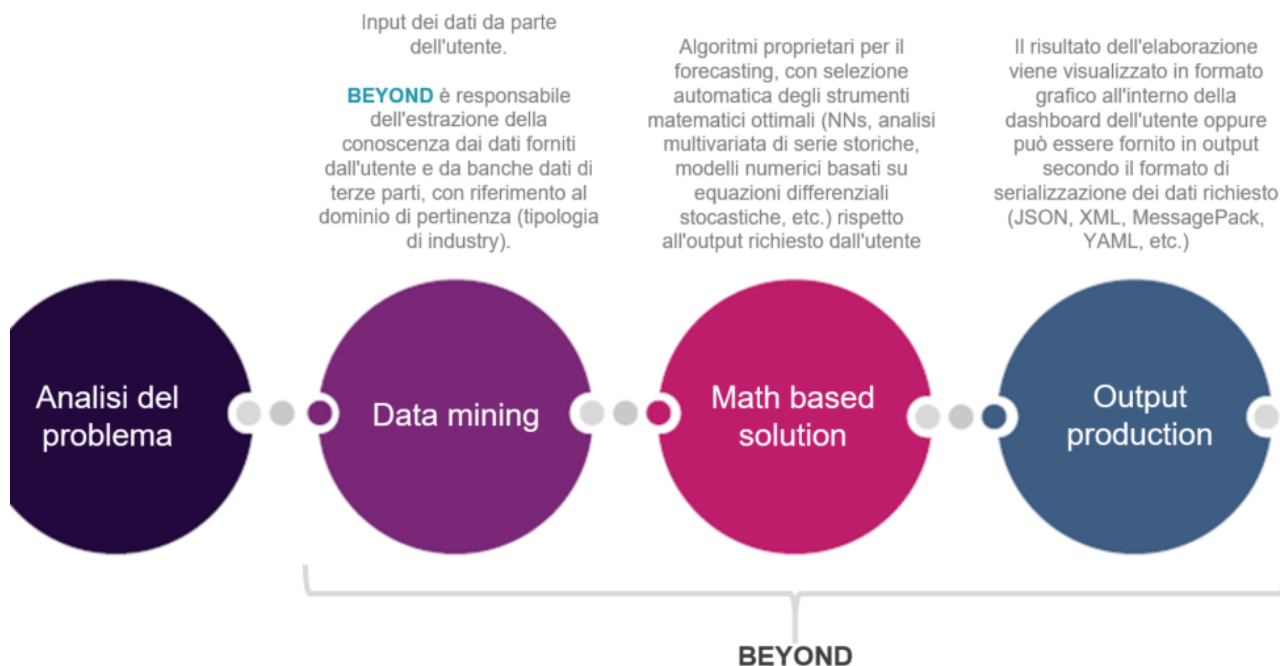 Input dei dati da parte
dell'utente.
BEYOND è responsabile
dell'estrazione della
conoscenza dai dati forniti
dall'utente e da banche dati di
terze parti, con riferimento al
dominio di pertinenza (tipologia
di industry).
Algoritmi proprietari per il
forecasting, con selezione
automatica degli strumenti
matematici ottimali (NNs, analisi
multivariata di serie storiche,
modelli numerici basati su
equazioni differenziali
stocastiche, etc.) rispetto
all'output richiesto dall'utente
Il risultato dell'elaborazione
viene visualizzato in formato
grafico all'interno della
dashboard dell'utente oppure
può essere fornito in output
secondo il formato di
serializzazione dei dati richiesto
(JSON, XML, MessagePack,
YAML, etc.)
Analisi del
problema
Data mining
Math based
solution
Output
production
BEYOND